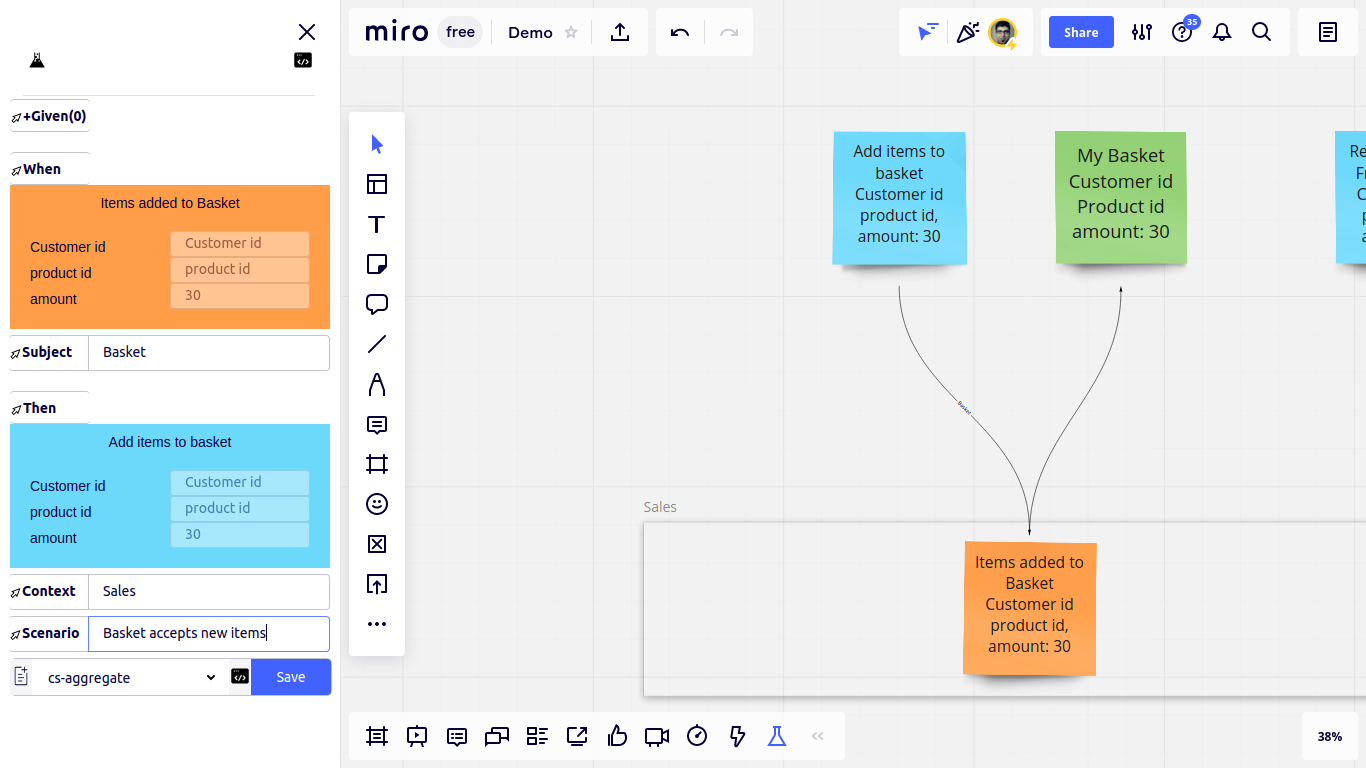 +Given(0)
When
Items added to Basket
Customer id
Customer id
product id
product id
amount
30
Subject
Basket
Then
Add items to basket
Customer id
Customer id
product id
product id
amount
30
Context
Sales
Scenario
Basket accepts new items
cs-aggregate
Save
miro
free
Demo
Share
35
Add items to
basket
Customer id
product id,
amount: 30
My Basket
Customer id
Product id
amount: 30
Re
Fr
C
p
a
Basket
Sales
Items added to
Basket
Customer id
product id,
amount: 30
38%